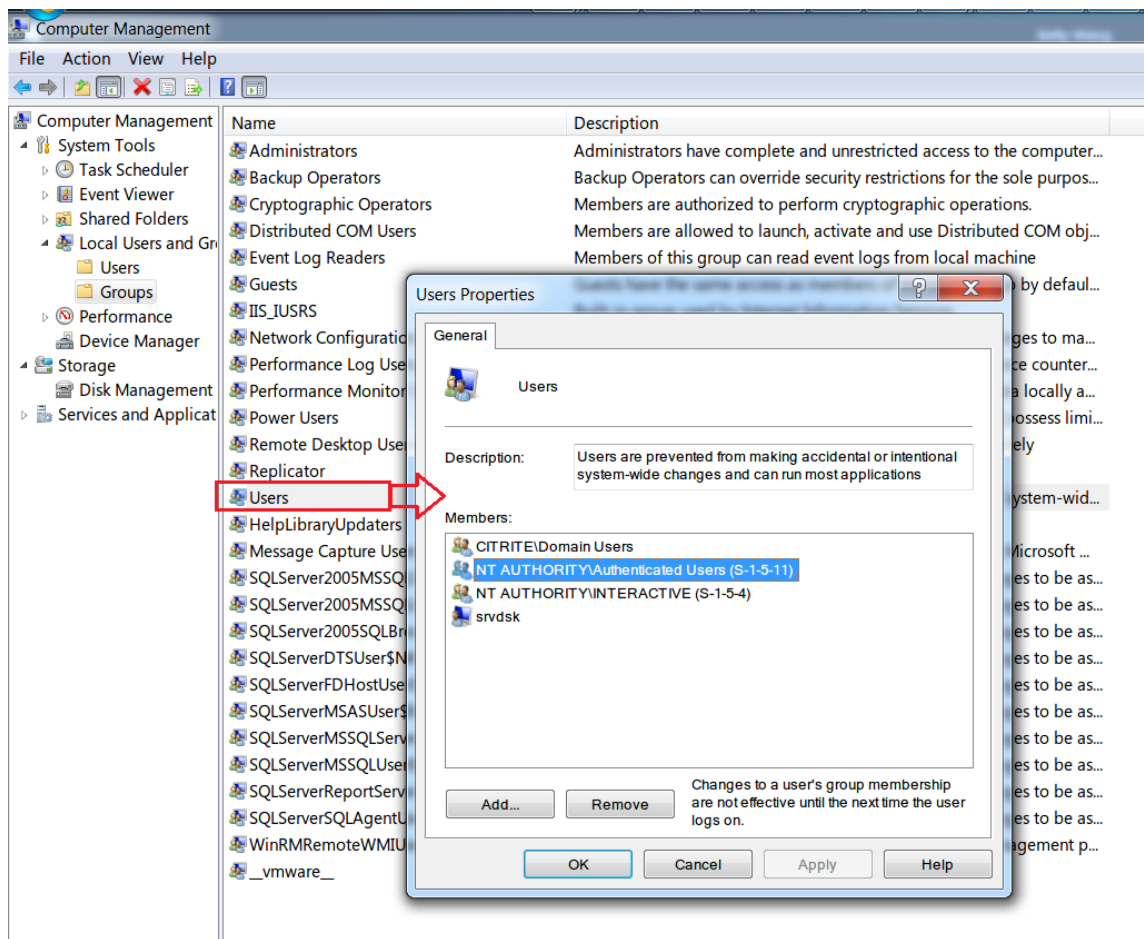 Computer Management
File Action View Help
Computer Management
System Tools
Task Scheduler
Event Viewer
Shared Folders
Local Users and Gr
Users
Groups
Performance
Device Manager
Storage
Disk Management
Services and Applicat
Name Description
Administrators Administrators have complete and unrestricted access to the computer...
Backup Operators Backup Operators can override security restrictions for the sole purpos...
Cryptographic Operators Members are authorized to perform cryptographic operations.
Distributed COM Users Members are allowed to launch, activate and use Distributed COM obj...
Event Log Readers Members of this group can read event logs from local machine
Guests by defaul...
IIS_IUSRS
Network Configuratio ges to ma...
Performance Log Use ce counter...
Performance Monitor a locally a...
Power Users possess limi...
Remote Desktop Use ely
Replicator
Users ystem-wid...
HelpLibraryUpdaters
Message Capture Use Microsoft ...
SQLServer2005MSSQ es to be as...
SQLServer2005MSSQ es to be as...
SQLServer2005SQLBr es to be as...
SQLServerDTSUser$N es to be as...
SQLServerFDHostUse es to be as...
SQLServerMSASUser$ es to be as...
SQLServerMSSQLServ es to be as...
SQLServerMSSQLUser es to be as...
SQLServerReportServ es to be as...
SQLServerSQLAgentU es to be as...
WinRMRemoteWMIU agement p...
__vmware__
Users Properties
General
Users
Description: Users are prevented from making accidental or intentional
system-wide changes and can run most applications
Members:
CITRITE\Domain Users
NT AUTHORITY\Authenticated Users (S-1-5-11)
NT AUTHORITY\INTERACTIVE (S-1-5-4)
srvdsk
Add... Remove
Changes to a user's group membership
are not effective until the next time the user
logs on.
OK Cancel Apply Help